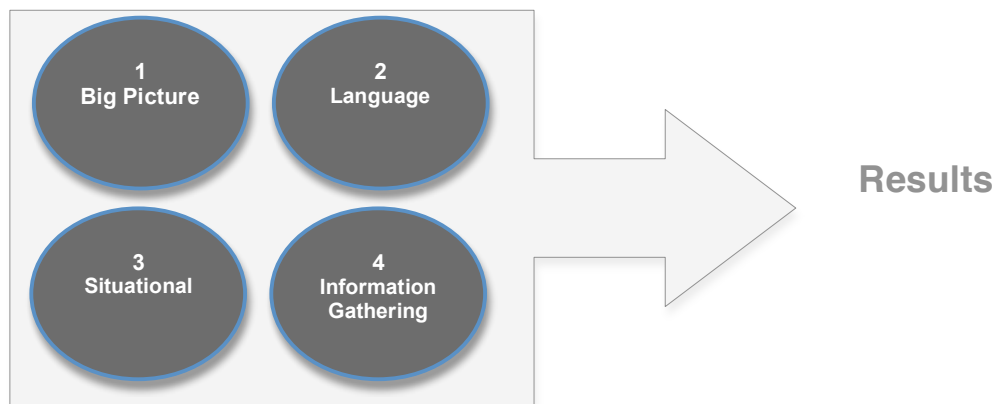 1
Big Picture
2
Language
3
Situational
4
Information
Gathering
Results